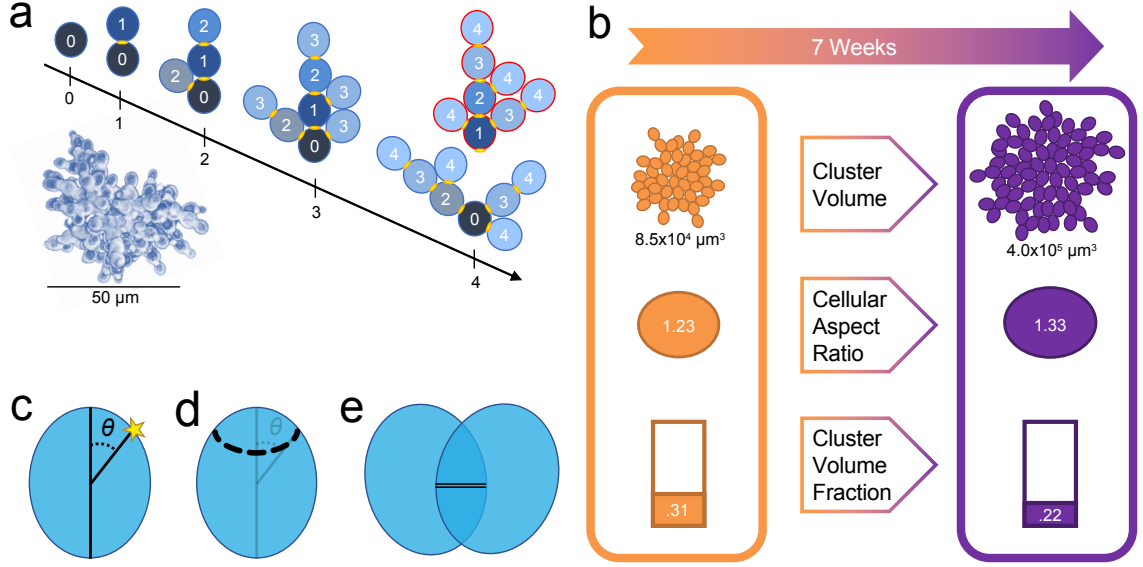 a
0
1
0
2
1
2
0
3
2
3
3
1
2
3
0
4
3
4
2
4
4
3
1
4
4
4
3
3
2
0
4
0
1
2
3
4
50 μm
b
7 Weeks
Cluster
Volume
8.5x10⁴ μm³
4.0x10⁵ μm³
1.23
Cellular
Aspect
Ratio
1.33
Cluster
Volume
Fraction
.31
.22
c
θ
d
θ
e